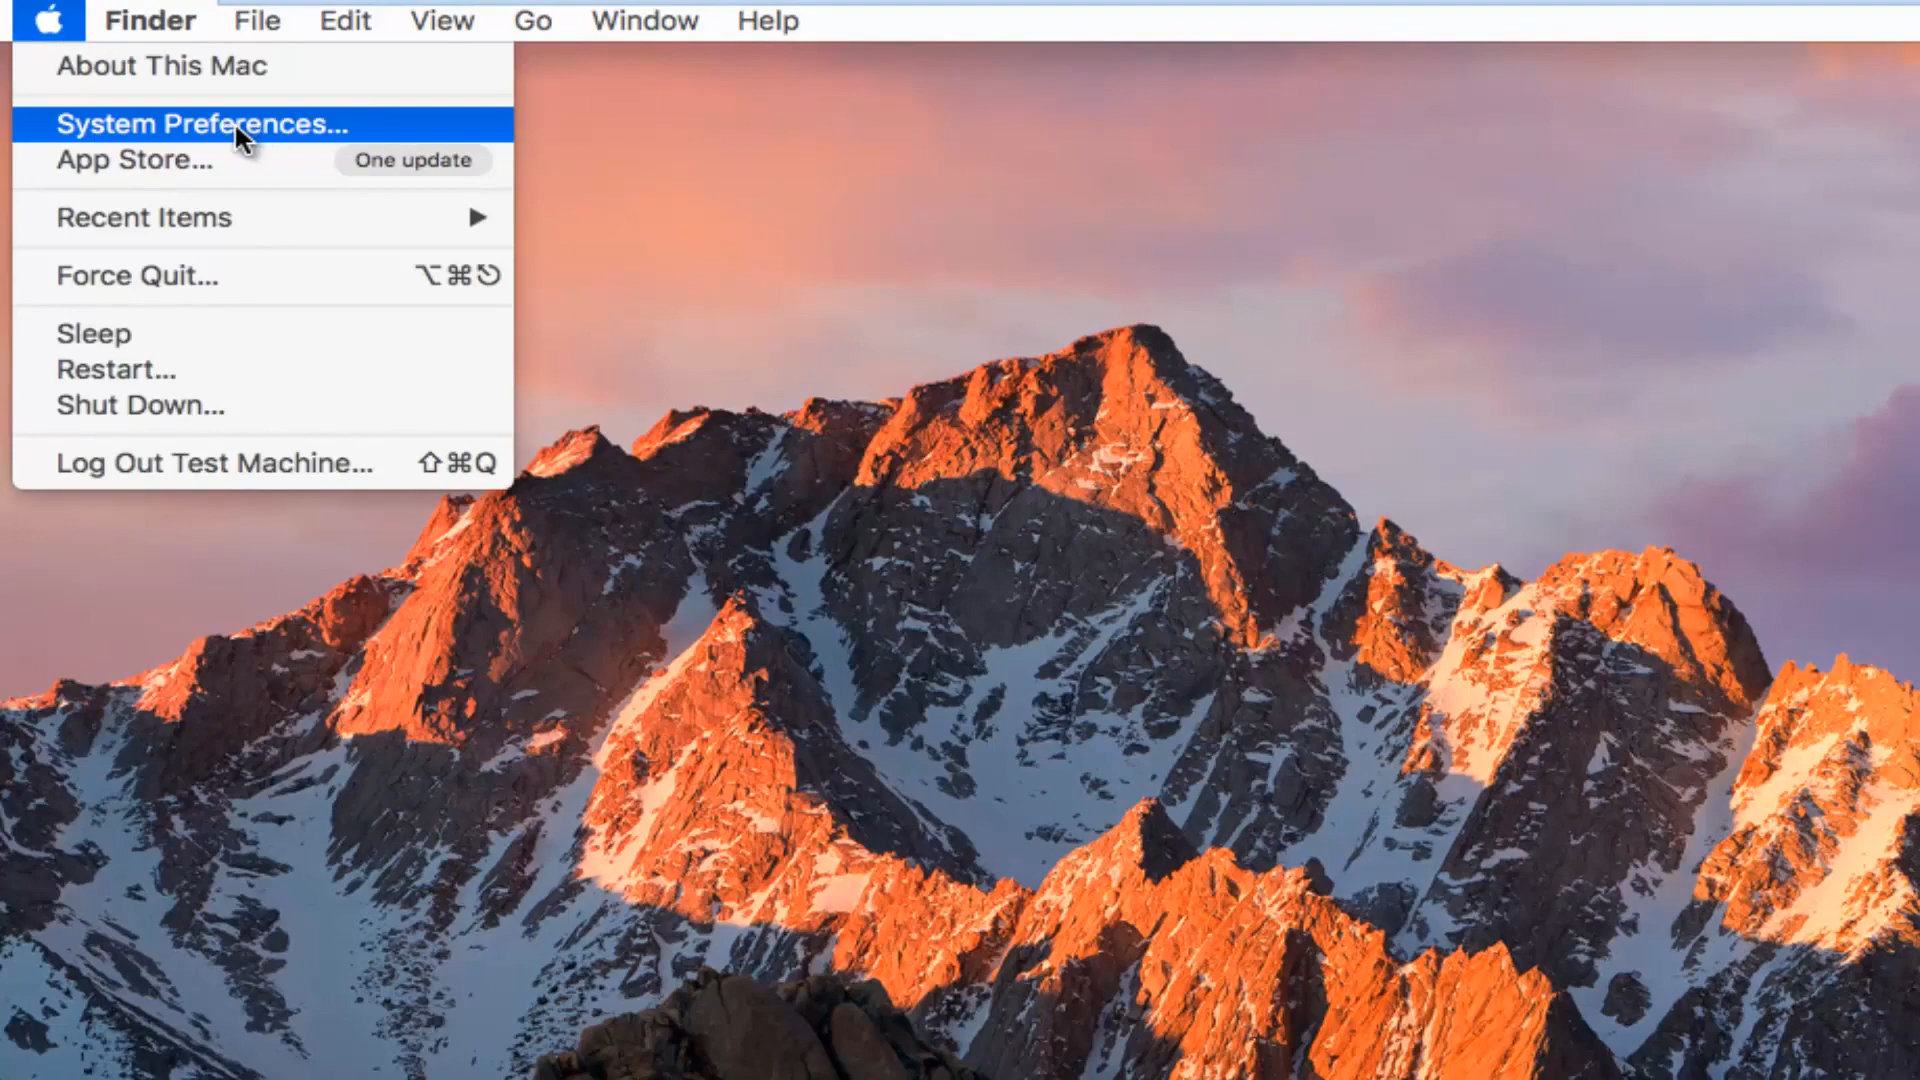 Finder File Edit View Go Window Help
About This Mac
System Preferences...
App Store... One update
Recent Items ▶
Force Quit... ⌥⌘⎋
Sleep
Restart...
Shut Down...
Log Out Test Machine... ⇧⌘Q